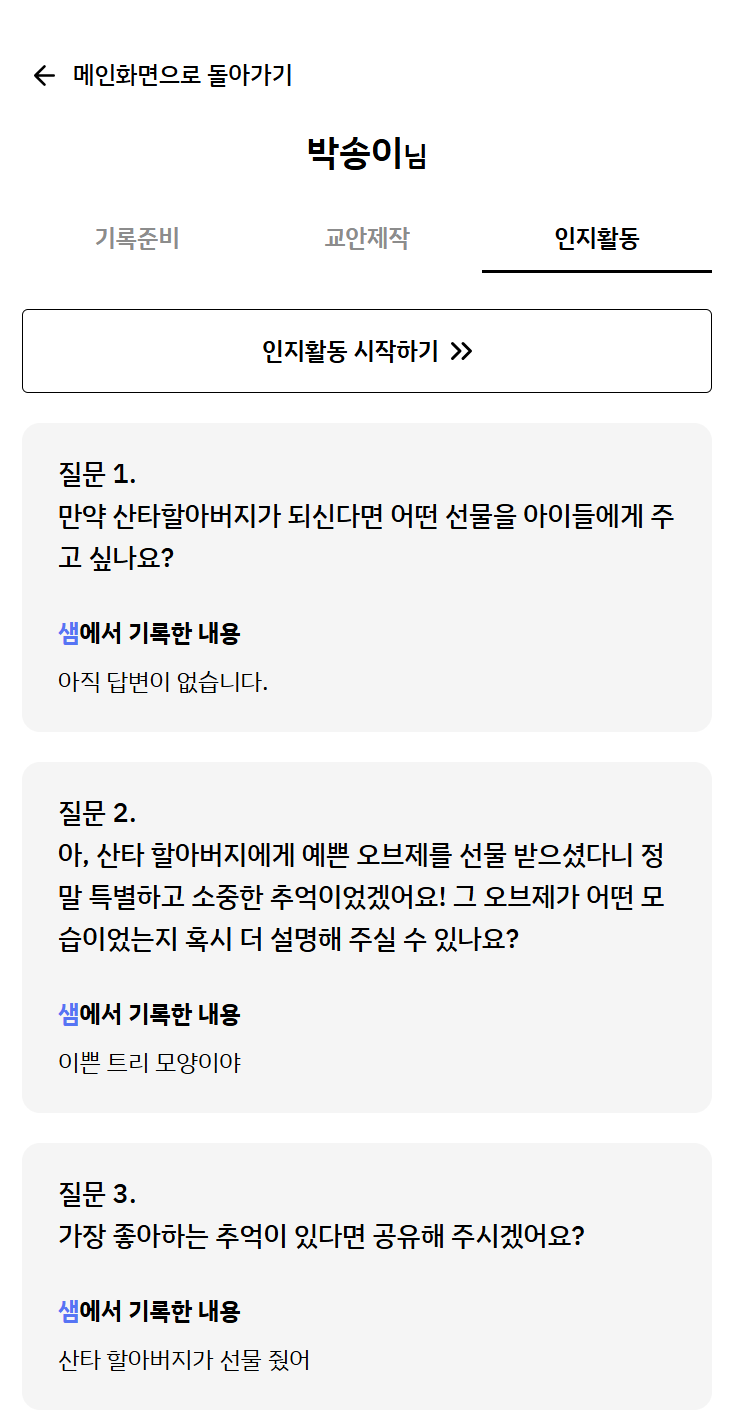 메인화면으로 돌아가기
박송이님
기록준비
교안제작
인지활동
인지활동 시작하기
질문 1.
만약 산타할아버지가 되신다면 어떤 선물을 아이들에게 주
고 싶나요?
샘에서 기록한 내용
아직 답변이 없습니다.
질문 2.
아, 산타 할아버지에게 예쁜 오브제를 선물 받으셨다니 정
말 특별하고 소중한 추억이었겠어요! 그 오브제가 어떤 모
습이었는지 혹시 더 설명해 주실 수 있나요?
샘에서 기록한 내용
이쁜 트리 모양이야
질문 3.
가장 좋아하는 추억이 있다면 공유해 주시겠어요?
샘에서 기록한 내용
산타 할아버지가 선물 줬어